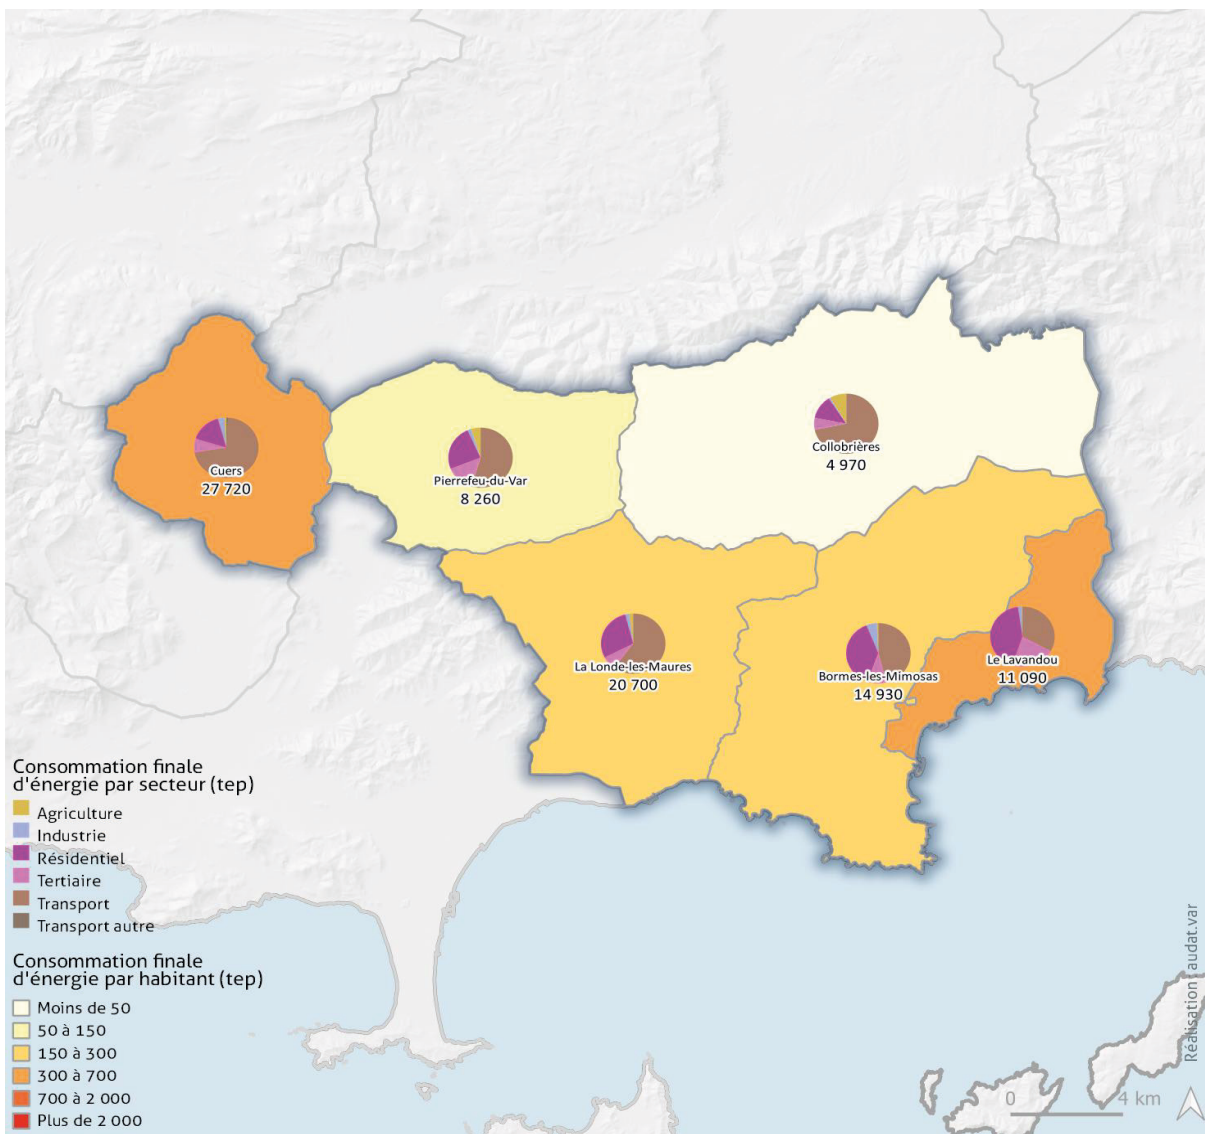 Collobrières
4 970
Cuers
27 720
Pierrefeu-du-Var
8 260
La Londe-les-Maures
20 700
Bormes-les-Mimosas
14 930
Le Lavandou
11 090
Consommation finale
d'énergie par secteur (tep)
Agriculture
Industrie
Résidentiel
Tertiaire
Transport
Transport autre
Consommation finale
d'énergie par habitant (tep)
Moins de 50
50 à 150
150 à 300
300 à 700
700 à 2 000
Plus de 2 000
Réalisation : audat.var
0 4 km